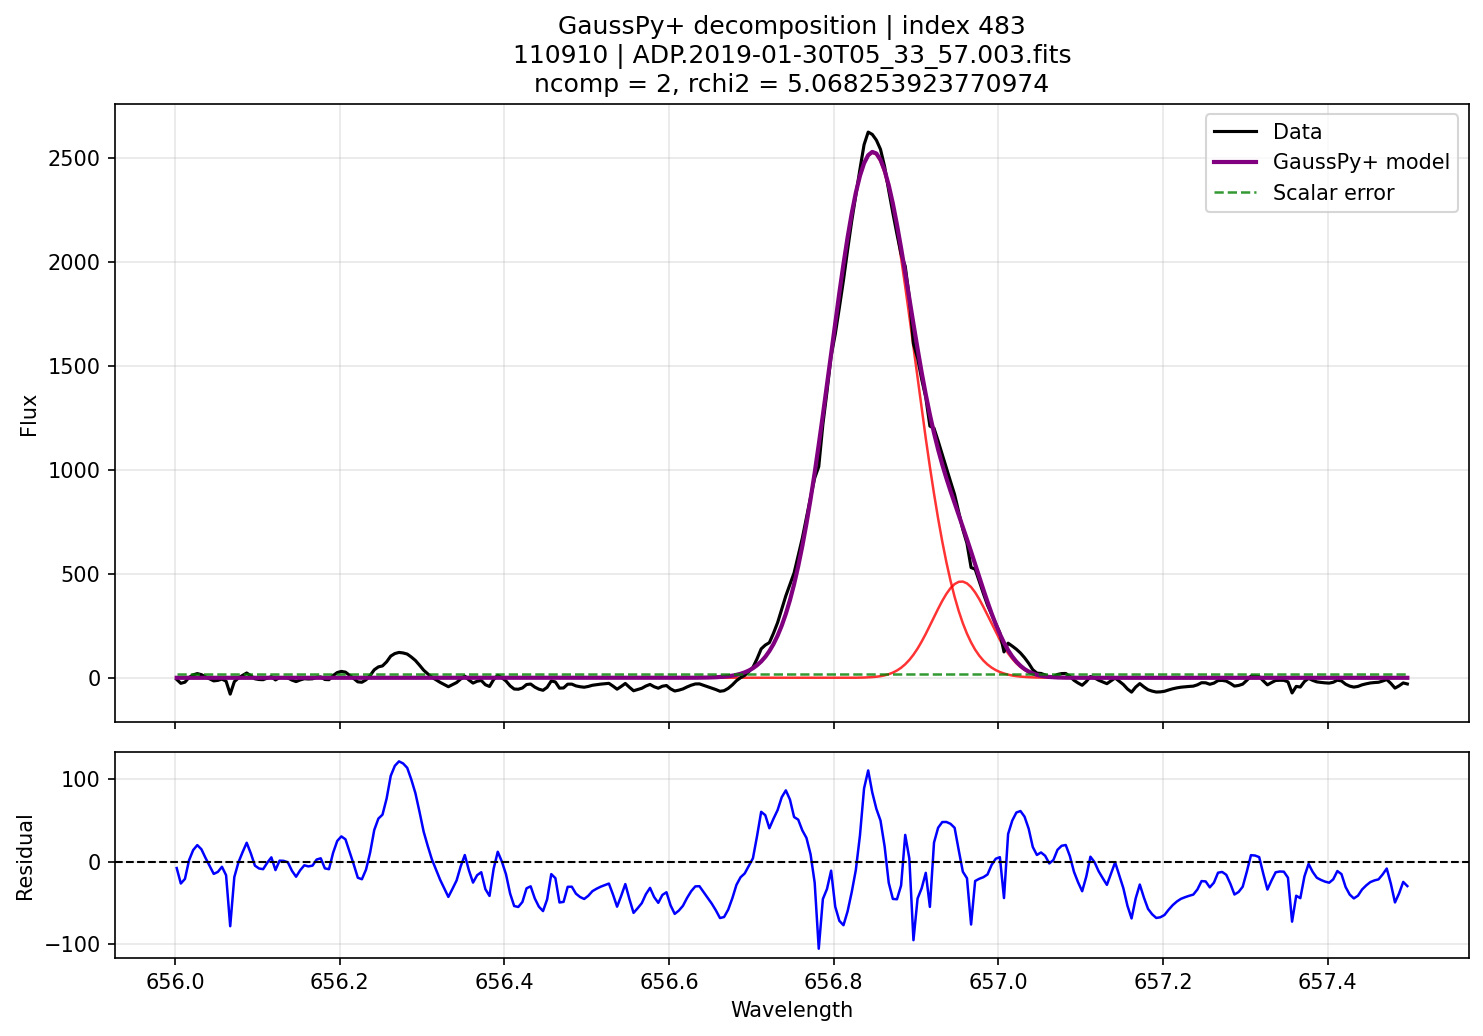 GaussPy+ decomposition | index 483
110910 | ADP.2019-01-30T05_33_57.003.fits
ncomp = 2, rchi2 = 5.068253923770974
Data
GaussPy+ model
Scalar error
Flux
2500
2000
1500
1000
500
0
Residual
100
0
−100
656.0 656.2 656.4 656.6 656.8 657.0 657.2 657.4
Wavelength